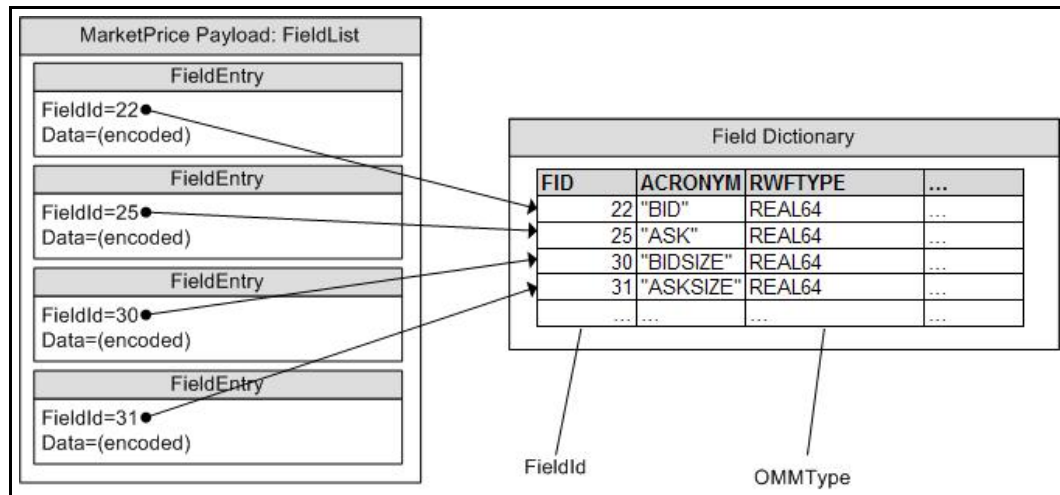 MarketPrice Payload: FieldList
FieldEntry
FieldId=22
Data=(encoded)
FieldEntry
FieldId=25
Data=(encoded)
FieldEntry
FieldId=30
Data=(encoded)
FieldEntry
FieldId=31
Data=(encoded)
Field Dictionary
FID ACRONYM RWFTYPE ...
22 "BID" REAL64 ...
25 "ASK" REAL64 ...
30 "BIDSIZE" REAL64 ...
31 "ASKSIZE" REAL64 ...
... ... ... ...
FieldId
OMMType